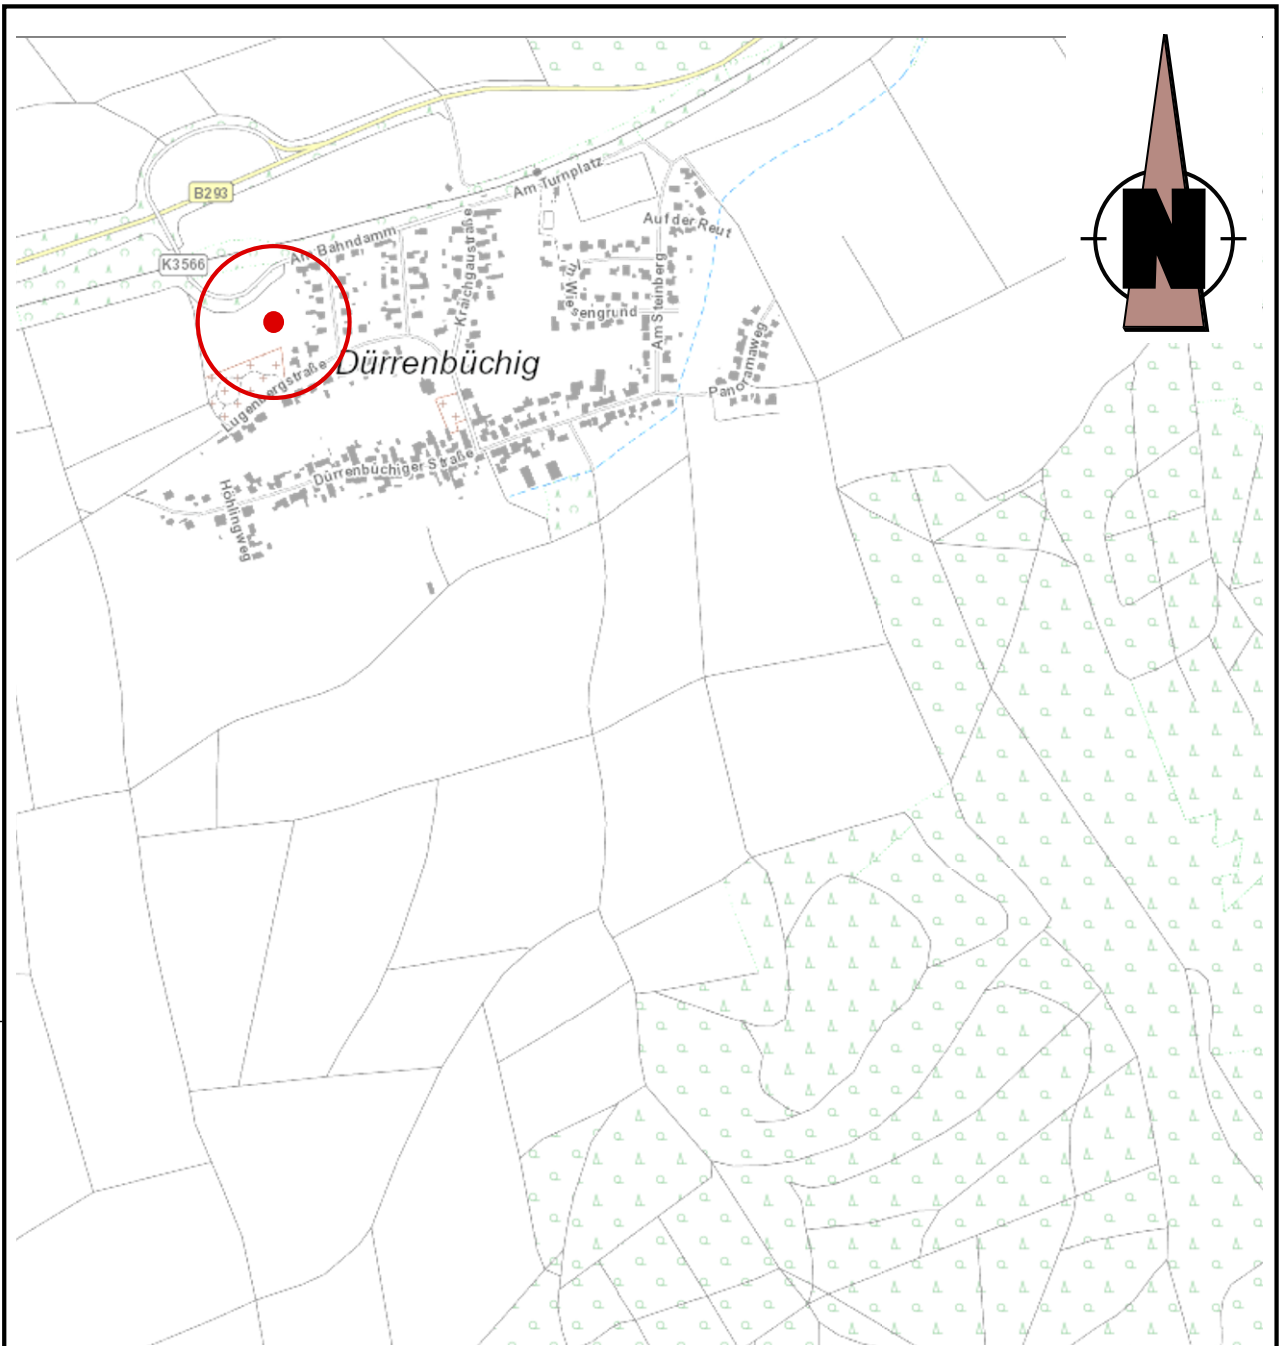 B293
K3566
Am Turnplatz
Am Bahndamm
Kraichgaustraße
Auf der Reut
Im Wiesengrund
Am Steinberg
Panoramaweg
Dürrenbüchig
Lugenbergstraße
Dürrenbüchiger Straße
Höhlingweg
N